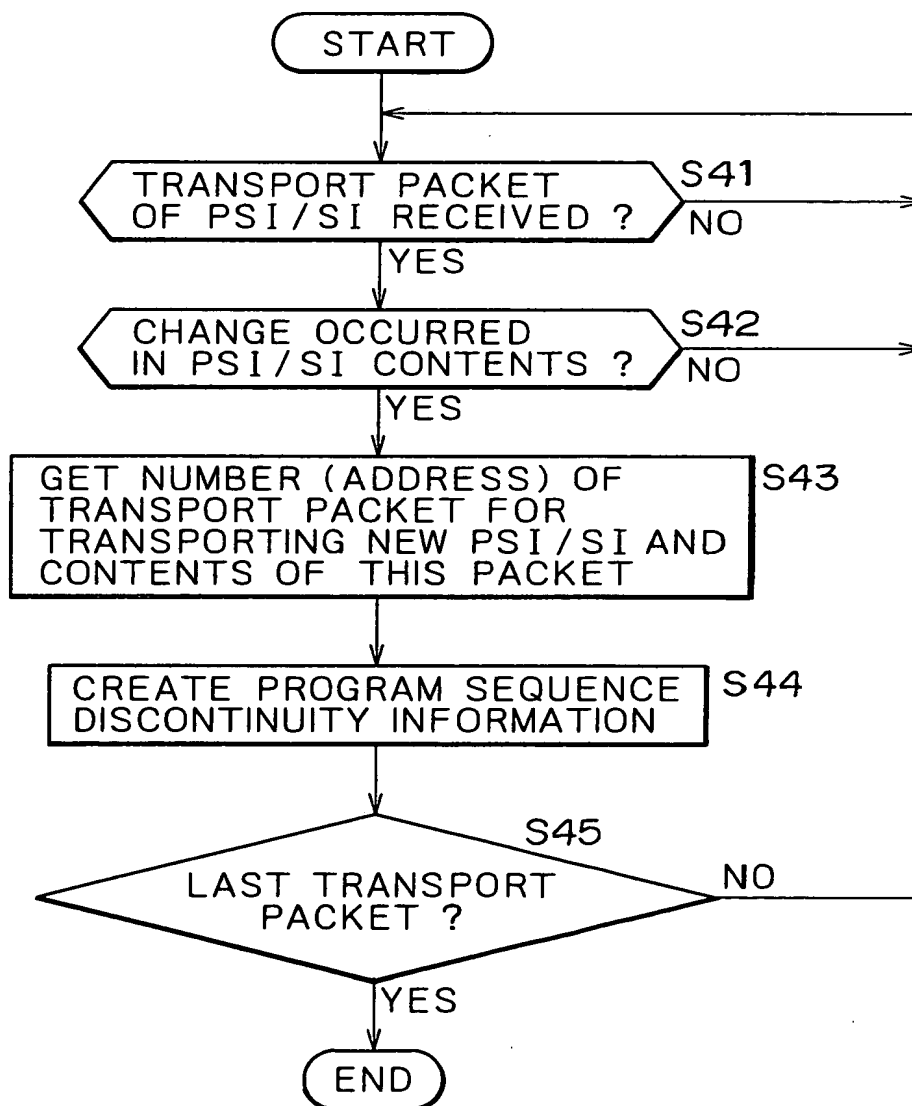 START
TRANSPORT PACKET
OF PSI/SI RECEIVED ?
S41
NO
YES
CHANGE OCCURRED
IN PSI/SI CONTENTS ?
S42
NO
YES
GET NUMBER (ADDRESS) OF
TRANSPORT PACKET FOR
TRANSPORTING NEW PSI/SI AND
CONTENTS OF THIS PACKET
S43
CREATE PROGRAM SEQUENCE
DISCONTINUITY INFORMATION
S44
S45
LAST TRANSPORT
PACKET ?
NO
YES
END